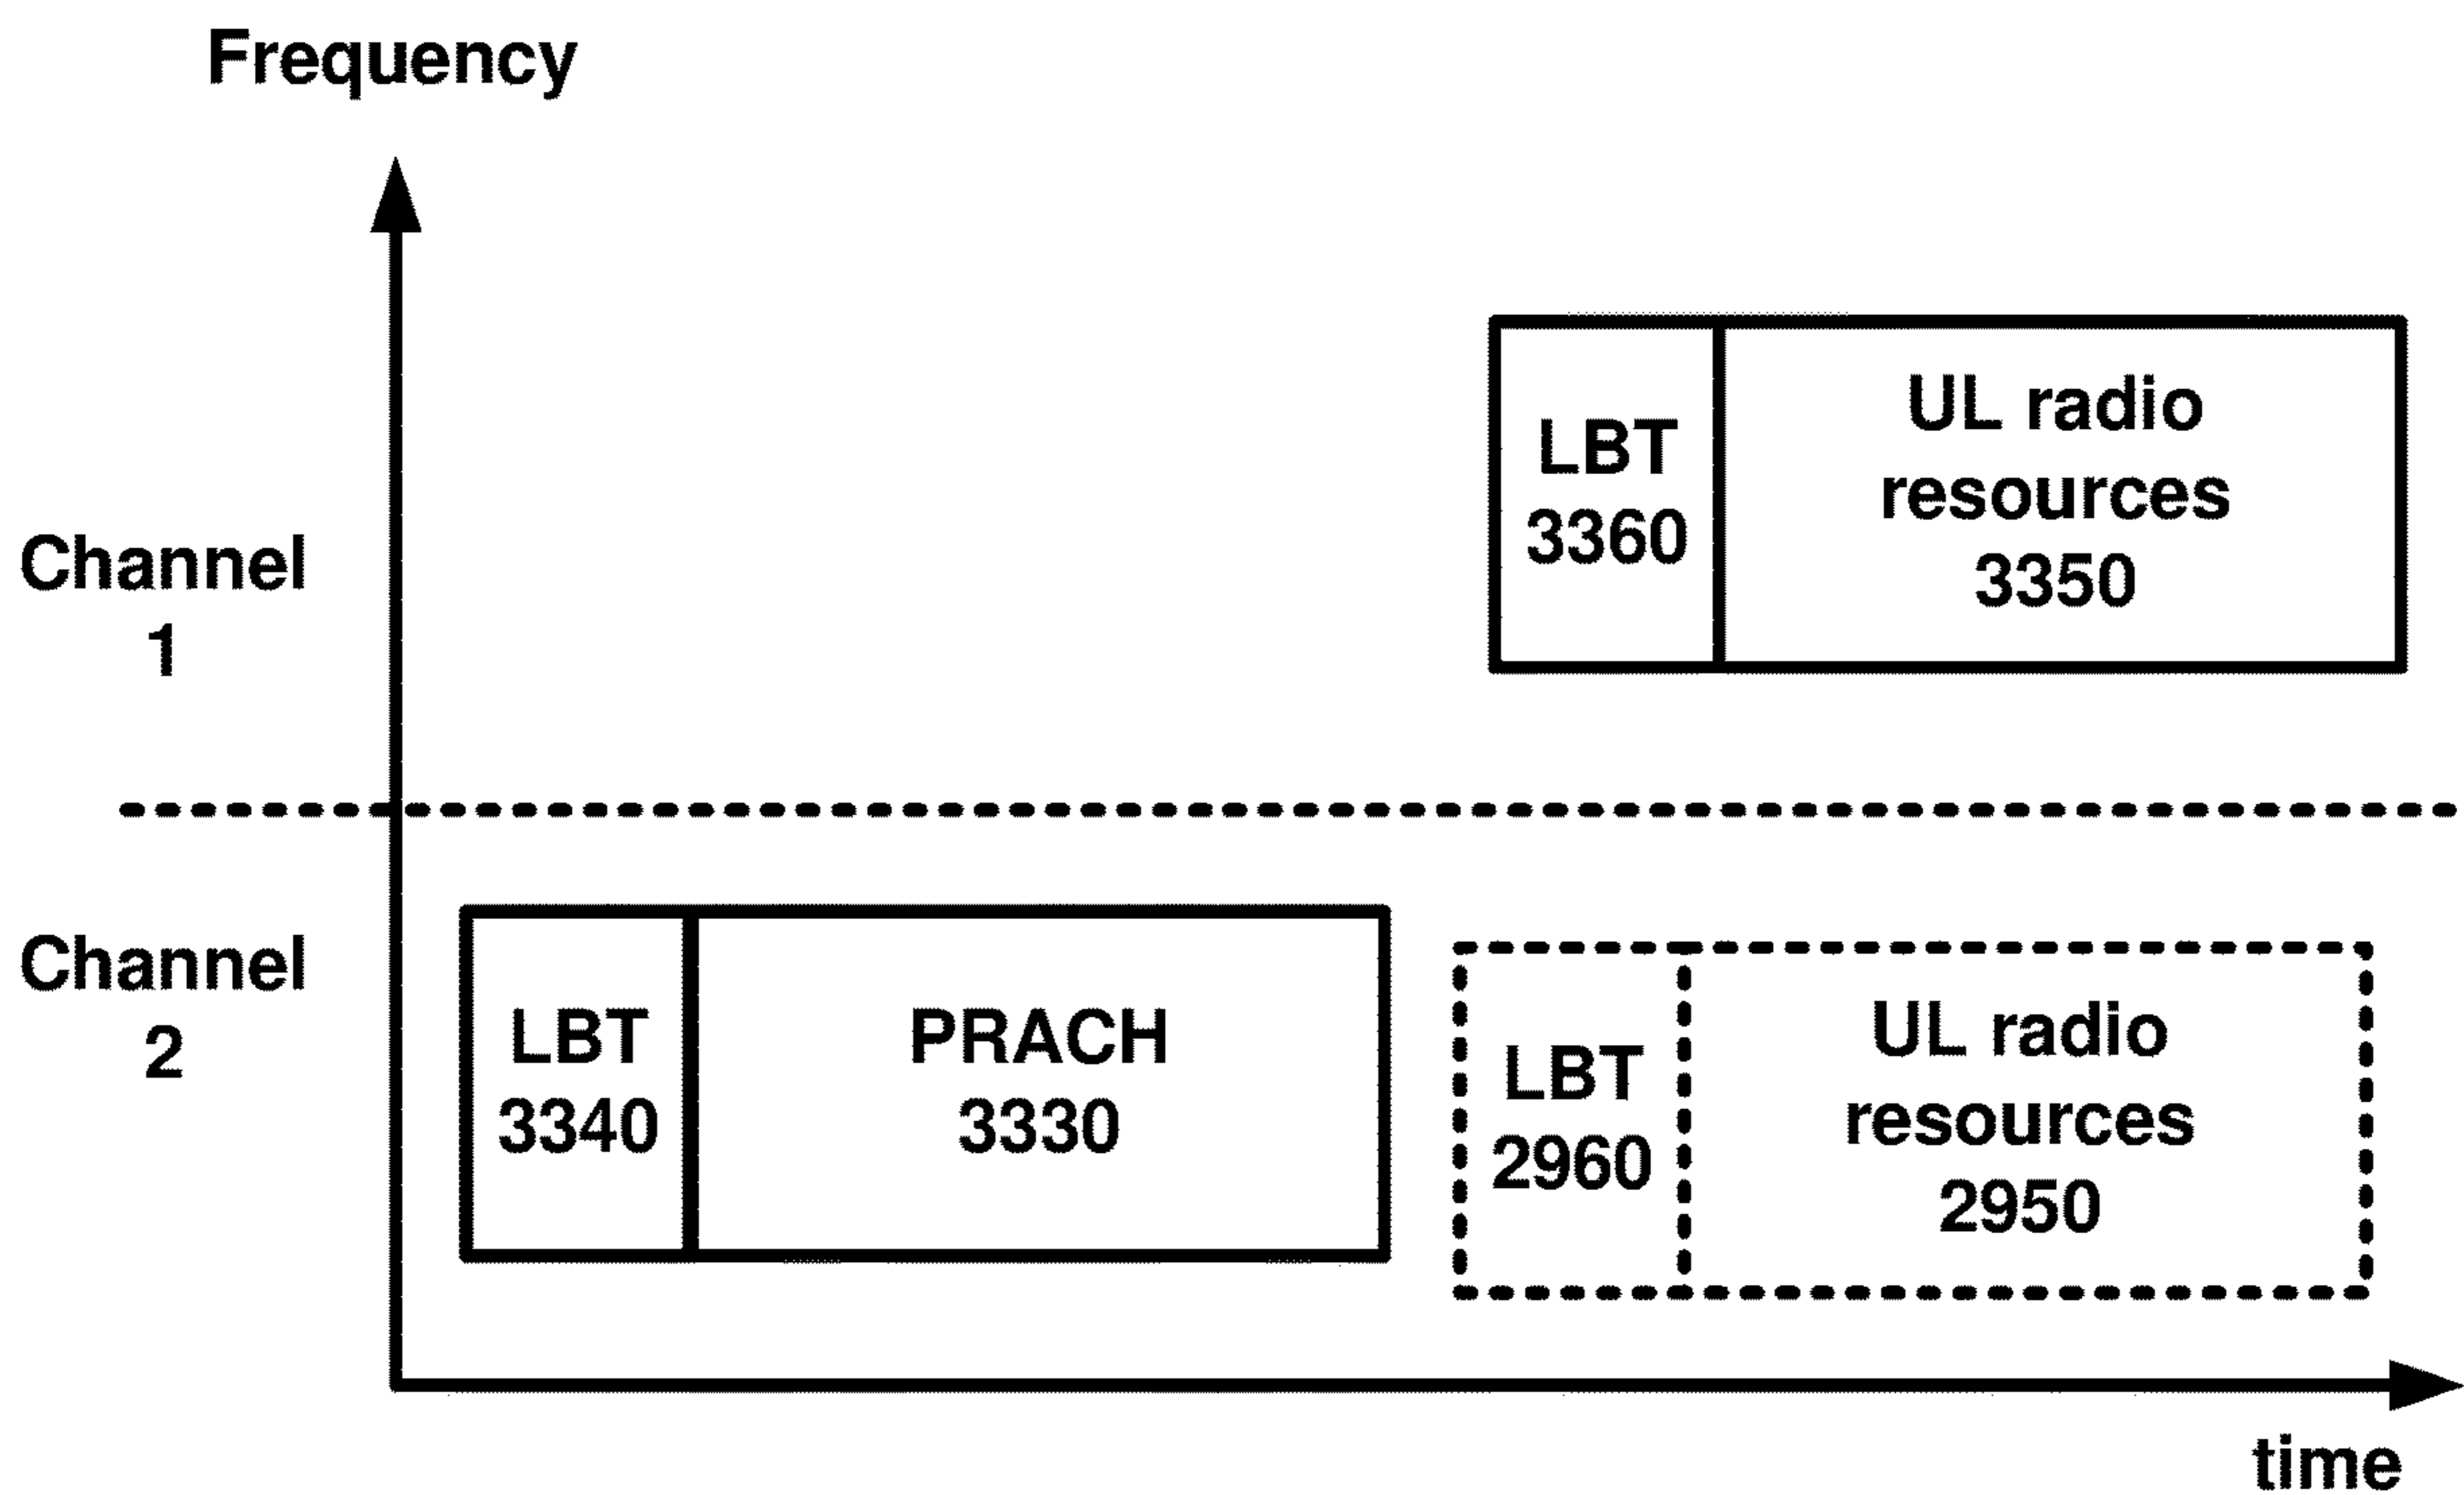 Frequency
Channel
1
LBT
3360
UL radio
resources
3350
Channel
2
LBT
3340
PRACH
3330
LBT
2960
UL radio
resources
2950
time